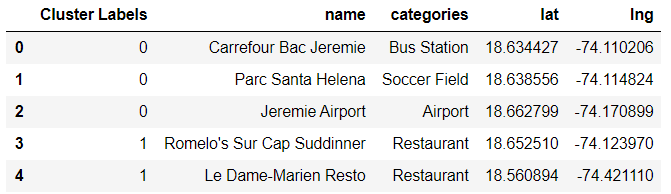 Cluster Labels name categories lat lng
0 0 Carrefour Bac Jeremie Bus Station 18.634427 -74.110206
1 0 Parc Santa Helena Soccer Field 18.638556 -74.114824
2 0 Jeremie Airport Airport 18.662799 -74.170899
3 1 Romelo's Sur Cap Suddinner Restaurant 18.652510 -74.123970
4 1 Le Dame-Marien Resto Restaurant 18.560894 -74.421110